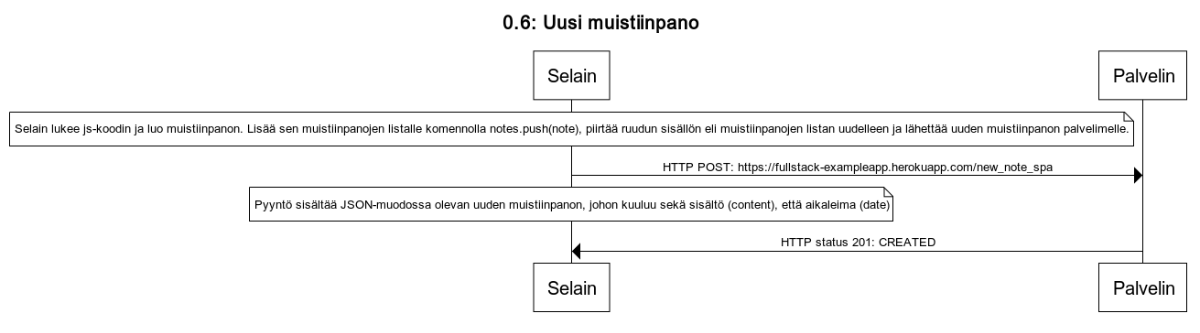 0.6: Uusi muistiinpano
Selain
Palvelin
Selain lukee js-koodin ja luo muistiinpanon. Lisää sen muistiinpanojen listalle komennolla notes.push(note), piirtää ruudun sisällön eli muistiinpanojen listan uudelleen ja lähettää uuden muistiinpanon palvelimelle.
HTTP POST: https://fullstack-exampleapp.herokuapp.com/new_note_spa
Pyyntö sisältää JSON-muodossa olevan uuden muistiinpanon, johon kuuluu sekä sisältö (content), että aikaleima (date)
HTTP status 201: CREATED
Selain
Palvelin